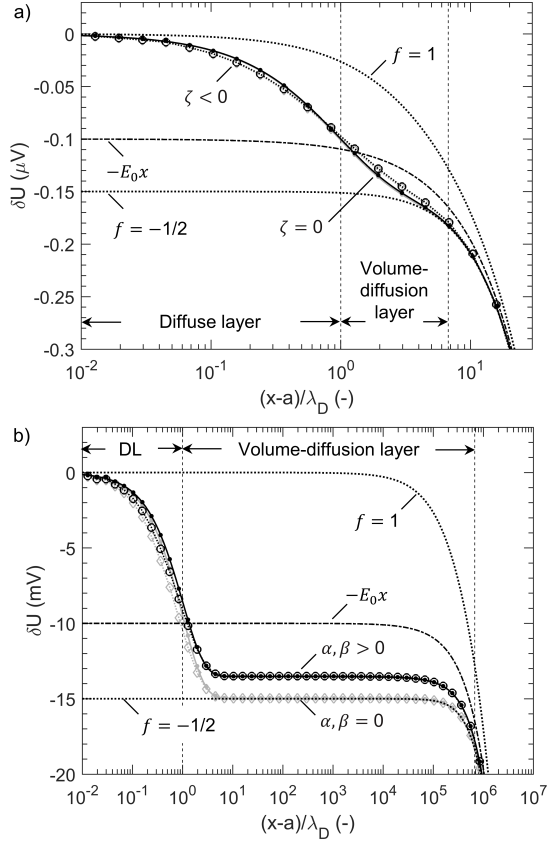 a)
0
f = 1
-0.05
ζ < 0
δU (μV)
-0.1
−E₀x
-0.15
f = −1/2
ζ = 0
-0.2
Volume-
diffusion
layer
-0.25
Diffuse layer
-0.3
10⁻² 10⁻¹ 10⁰ 10¹
(x-a)/λ_D (-)
b)
DL Volume-diffusion layer
0
f = 1
-5
δU (mV)
−E₀x
-10
α, β > 0
-15
f = −1/2
α, β = 0
-20
10⁻² 10⁻¹ 10⁰ 10¹ 10² 10³ 10⁴ 10⁵ 10⁶ 10⁷
(x-a)/λ_D (-)